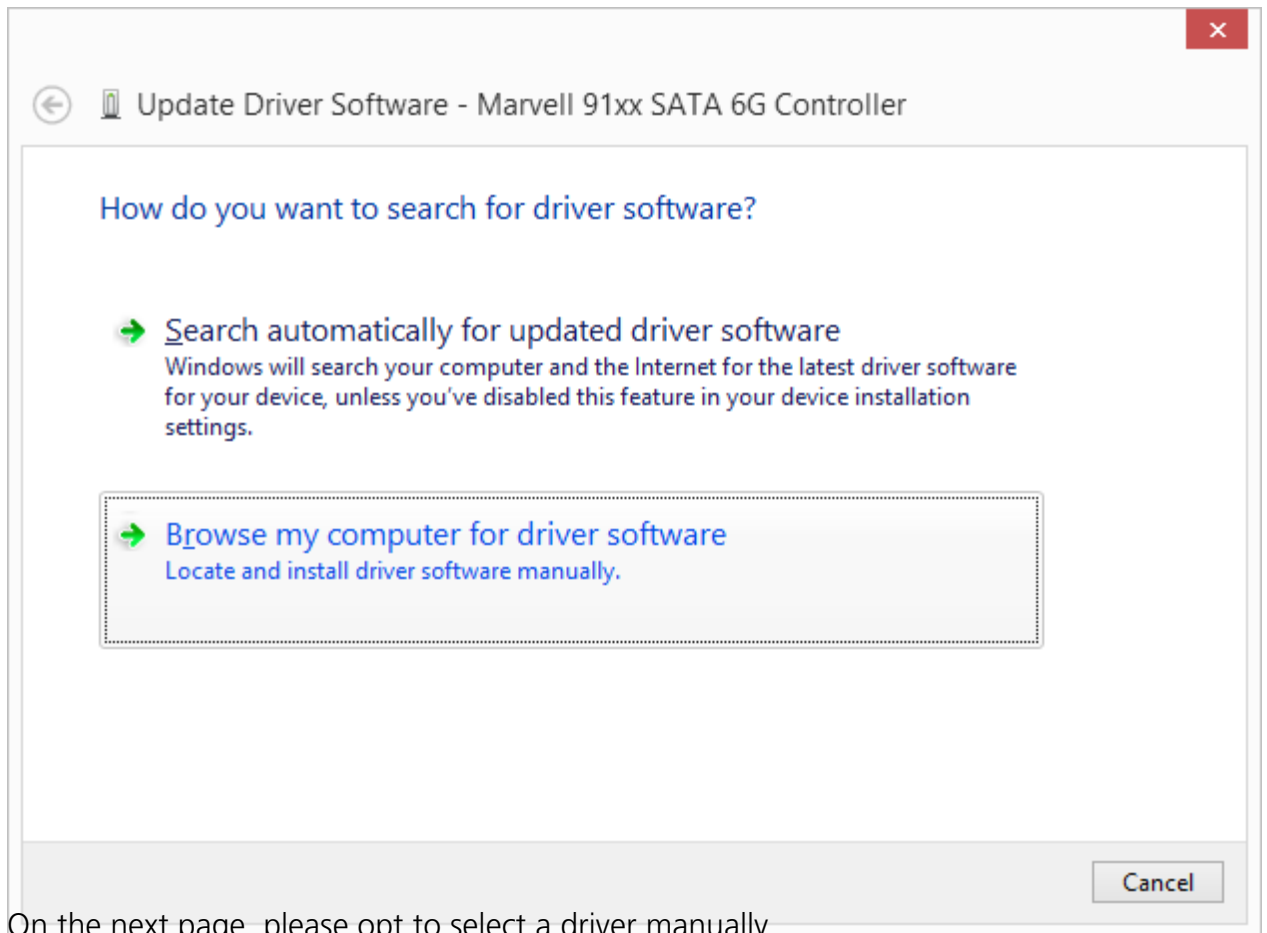 Update Driver Software - Marvell 91xx SATA 6G Controller
How do you want to search for driver software?
Search automatically for updated driver software
Windows will search your computer and the Internet for the latest driver software
for your device, unless you've disabled this feature in your device installation
settings.
Browse my computer for driver software
Locate and install driver software manually.
Cancel
On the next page, please opt to select a driver manually